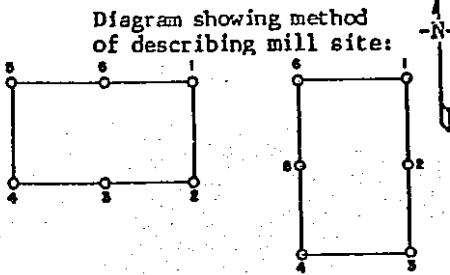 Diagram showing method
of describing mill site:
-N-
5 6 1
4 3 2
6 1
5 2
4 3